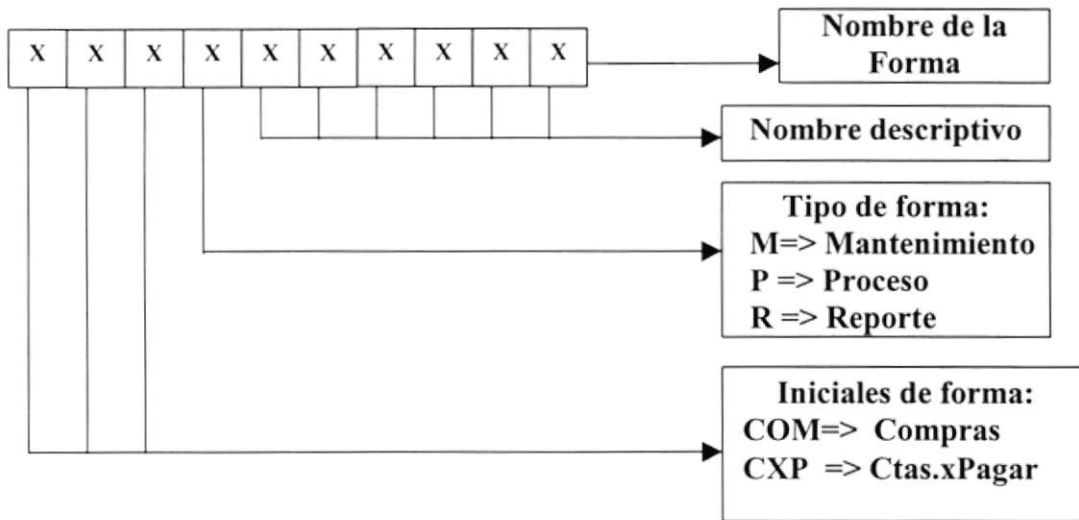 X X X X X X X X X X
Nombre de la
Forma
Nombre descriptivo
Tipo de forma:
M=> Mantenimiento
P => Proceso
R => Reporte
Iniciales de forma:
COM=> Compras
CXP => Ctas.xPagar